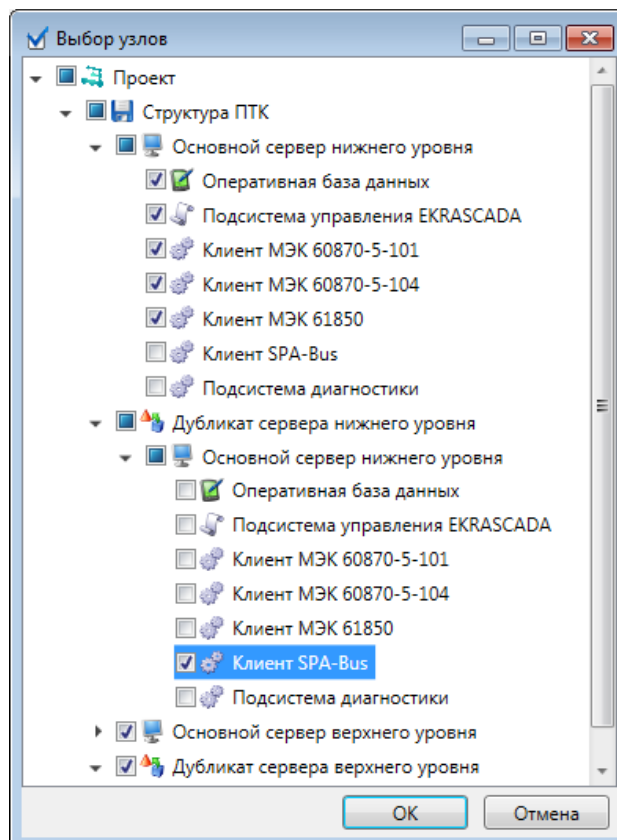 Выбор узлов
Проект
Структура ПТК
Основной сервер нижнего уровня
Оперативная база данных
Подсистема управления EKRASCADA
Клиент МЭК 60870-5-101
Клиент МЭК 60870-5-104
Клиент МЭК 61850
Клиент SPA-Bus
Подсистема диагностики
Дубликат сервера нижнего уровня
Основной сервер нижнего уровня
Оперативная база данных
Подсистема управления EKRASCADA
Клиент МЭК 60870-5-101
Клиент МЭК 60870-5-104
Клиент МЭК 61850
Клиент SPA-Bus
Подсистема диагностики
Основной сервер верхнего уровня
Дубликат сервера верхнего уровня
ОК Отмена